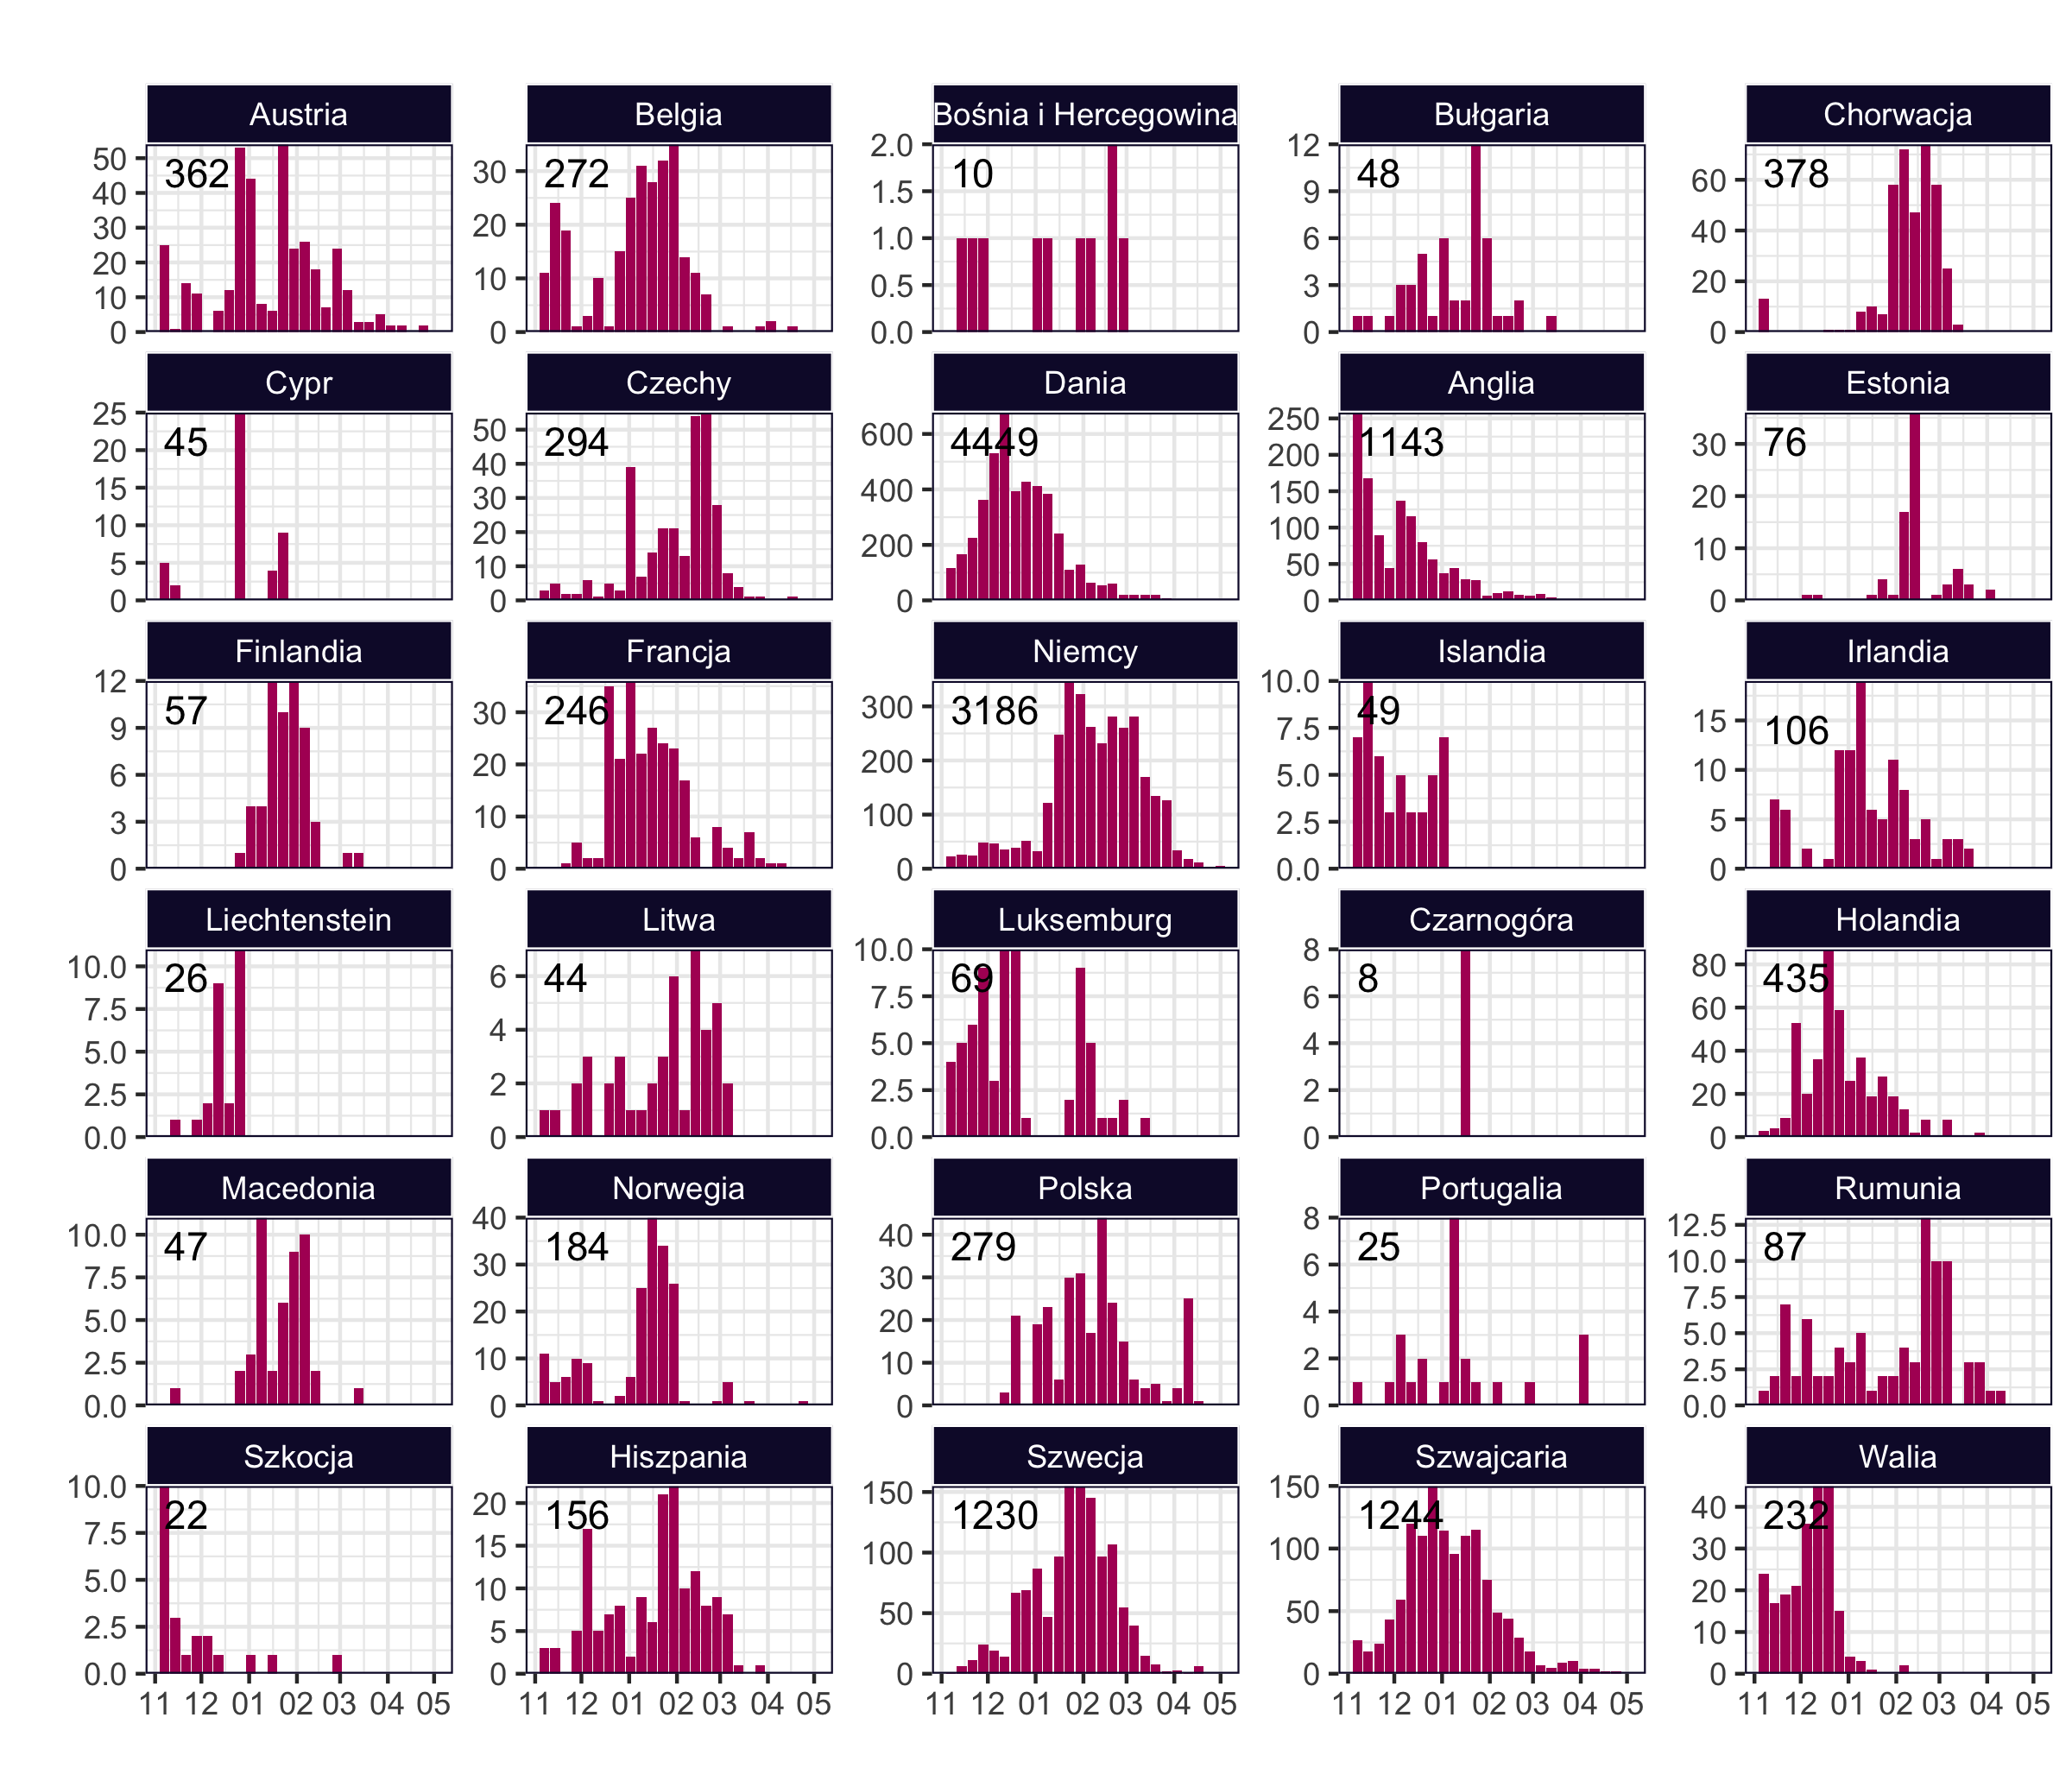 Austria Belgia Bośnia i Hercegowina Bułgaria Chorwacja
50 40 30 20 10 0 362
30 20 10 0 272
2.0 1.5 1.0 0.5 0.0 10
12 9 6 3 0 48
60 40 20 0 378
Cypr Czechy Dania Anglia Estonia
25 20 15 10 5 0 45
50 40 30 20 10 0 294
600 400 200 0 4449
250 200 150 100 50 0 1143
30 20 10 0 76
Finlandia Francja Niemcy Islandia Irlandia
12 9 6 3 0 57
30 20 10 0 246
300 200 100 0 3186
10.0 7.5 5.0 2.5 0.0 49
15 10 5 0 106
Liechtenstein Litwa Luksemburg Czarnogóra Holandia
10.0 7.5 5.0 2.5 0.0 26
6 4 2 0 44
10.0 7.5 5.0 2.5 0.0 69
8 6 4 2 0 8
80 60 40 20 0 435
Macedonia Norwegia Polska Portugalia Rumunia
10.0 7.5 5.0 2.5 0.0 47
40 30 20 10 0 184
40 30 20 10 0 279
8 6 4 2 0 25
12.5 10.0 7.5 5.0 2.5 0.0 87
Szkocja Hiszpania Szwecja Szwajcaria Walia
10.0 7.5 5.0 2.5 0.0 22
20 15 10 5 0 156
150 100 50 0 1230
150 100 50 0 1244
40 30 20 10 0 232
11 12 01 02 03 04 05 11 12 01 02 03 04 05 11 12 01 02 03 04 05 11 12 01 02 03 04 05 11 12 01 02 03 04 05